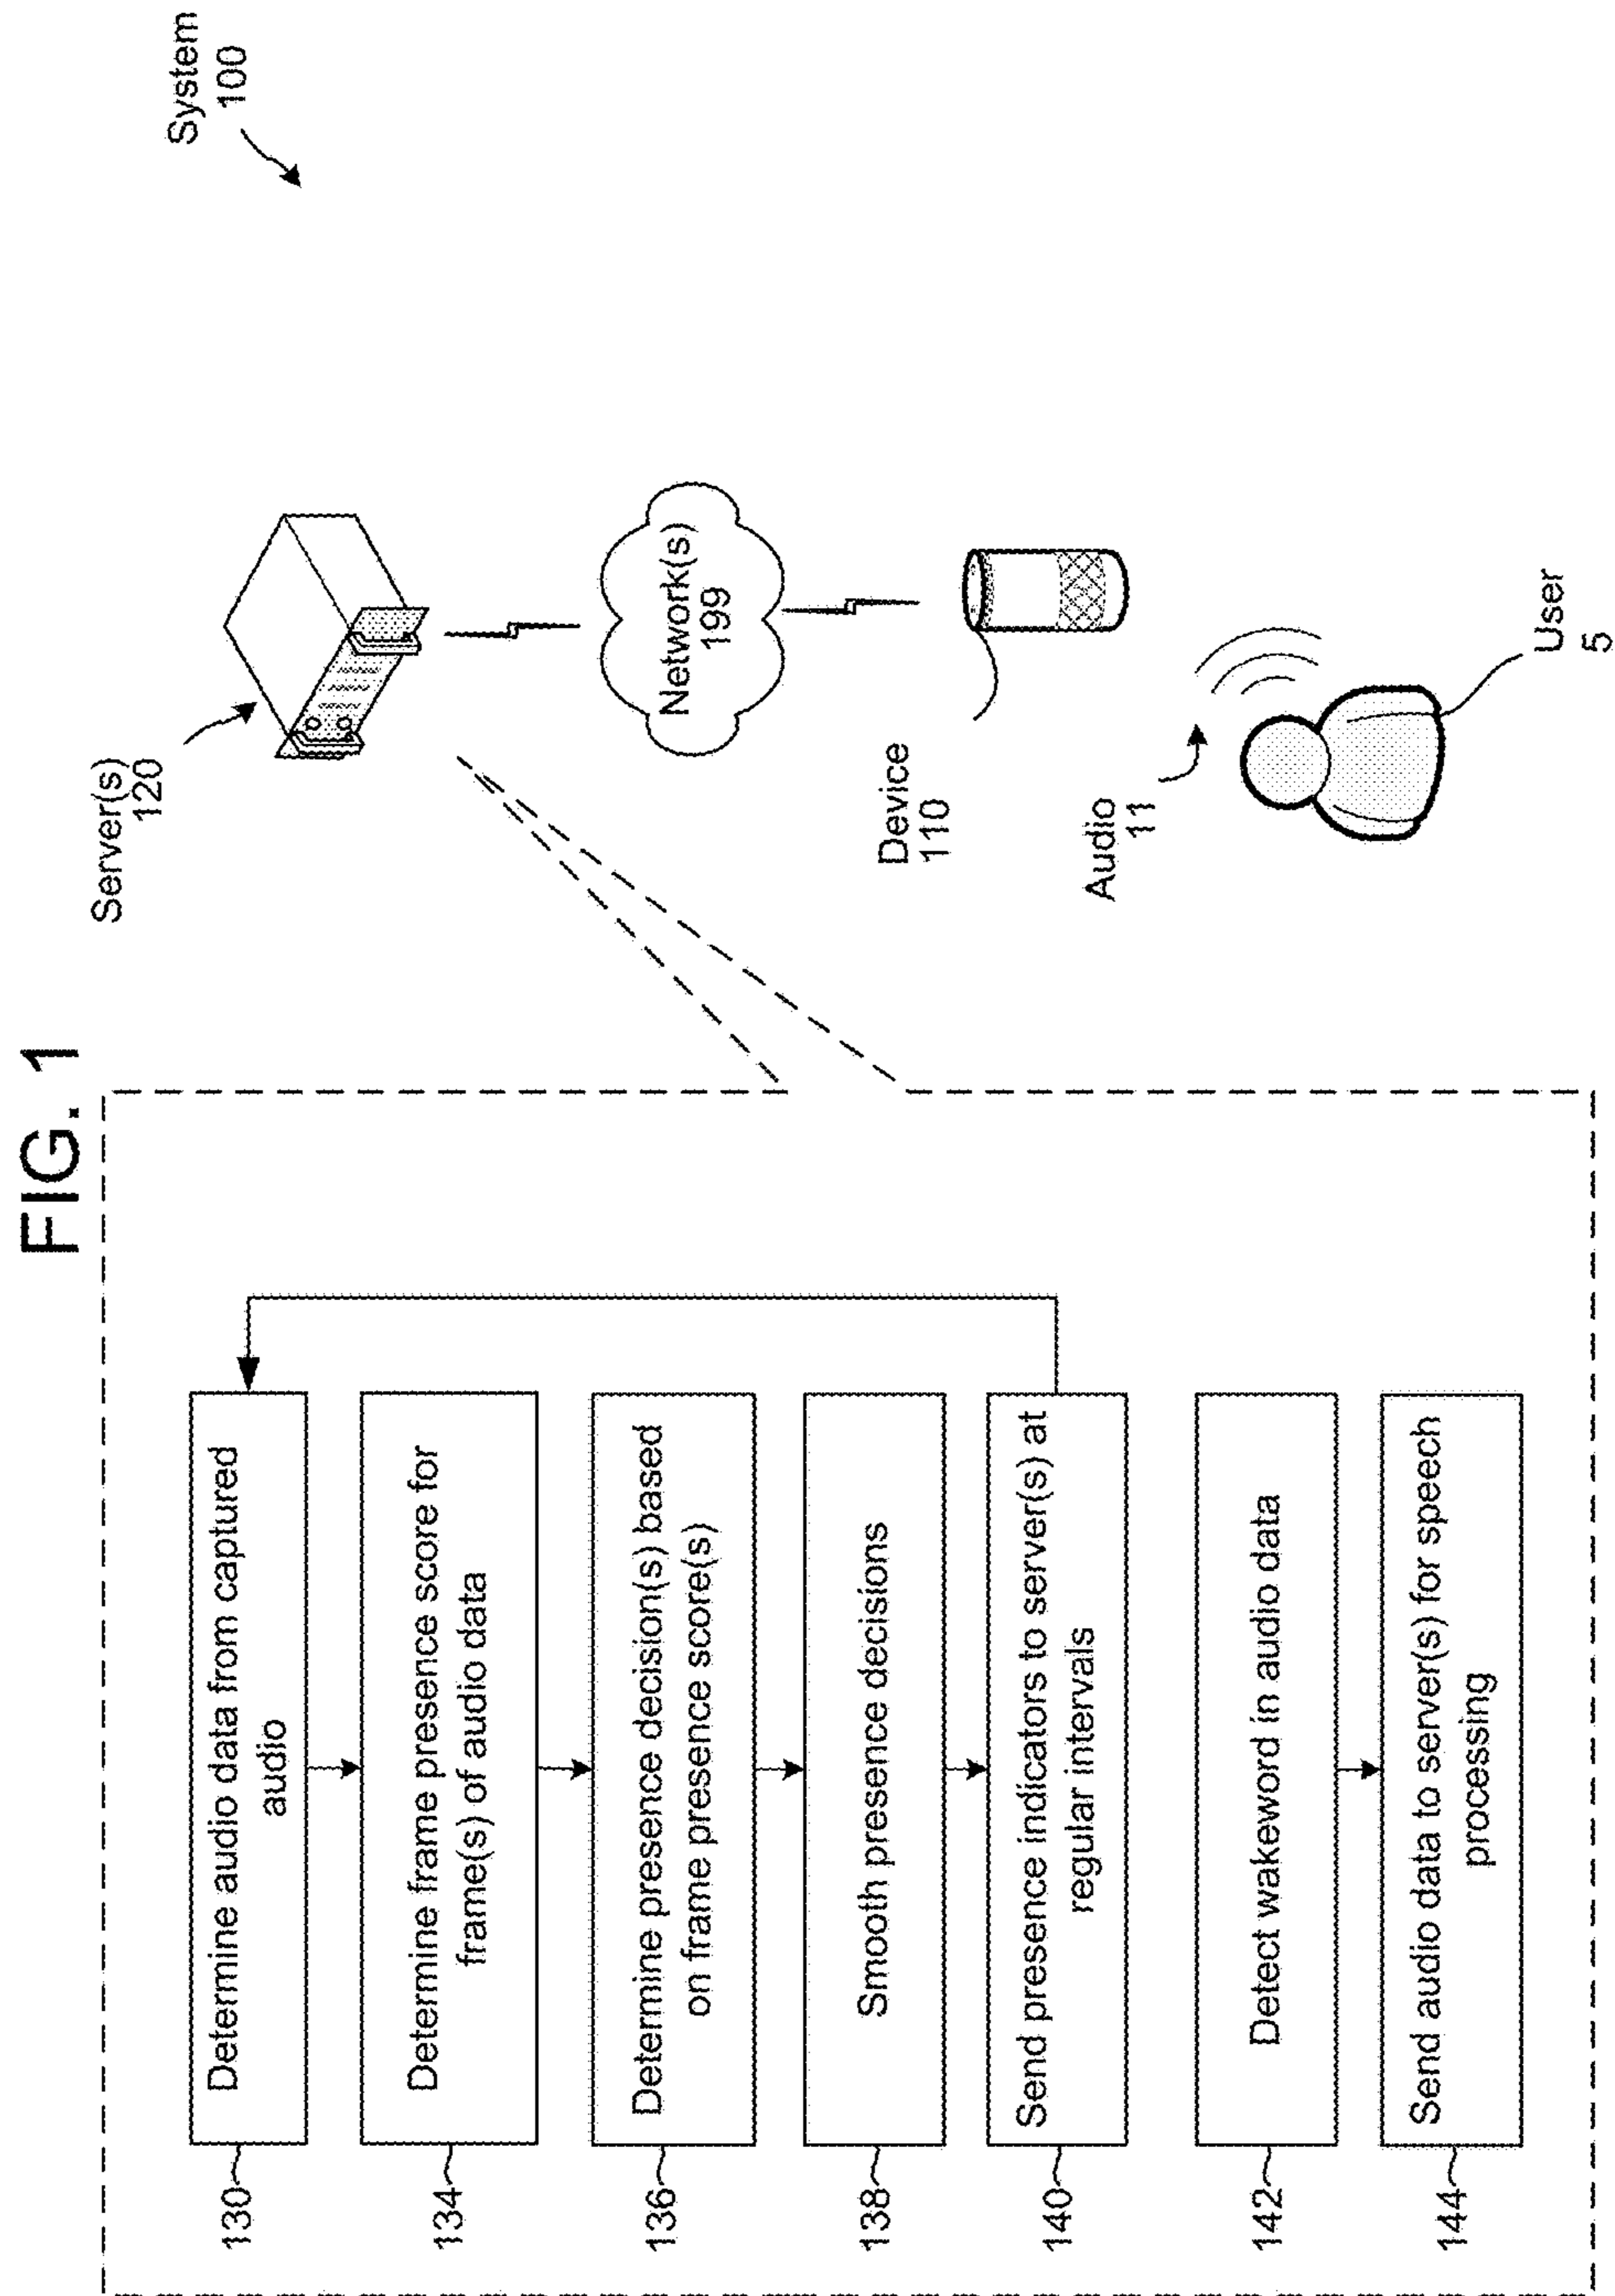 FIG. 1
System
100
Server(s)
120
Network(s)
199
Device
110
Audio
11
User
5
130
Determine audio data from captured
audio
134
Determine frame presence score for
frame(s) of audio data
136
Determine presence decision(s) based
on frame presence score(s)
138
Smooth presence decisions
140
Send presence indicators to server(s) at
regular intervals
142
Detect wakeword in audio data
144
Send audio data to server(s) for speech
processing